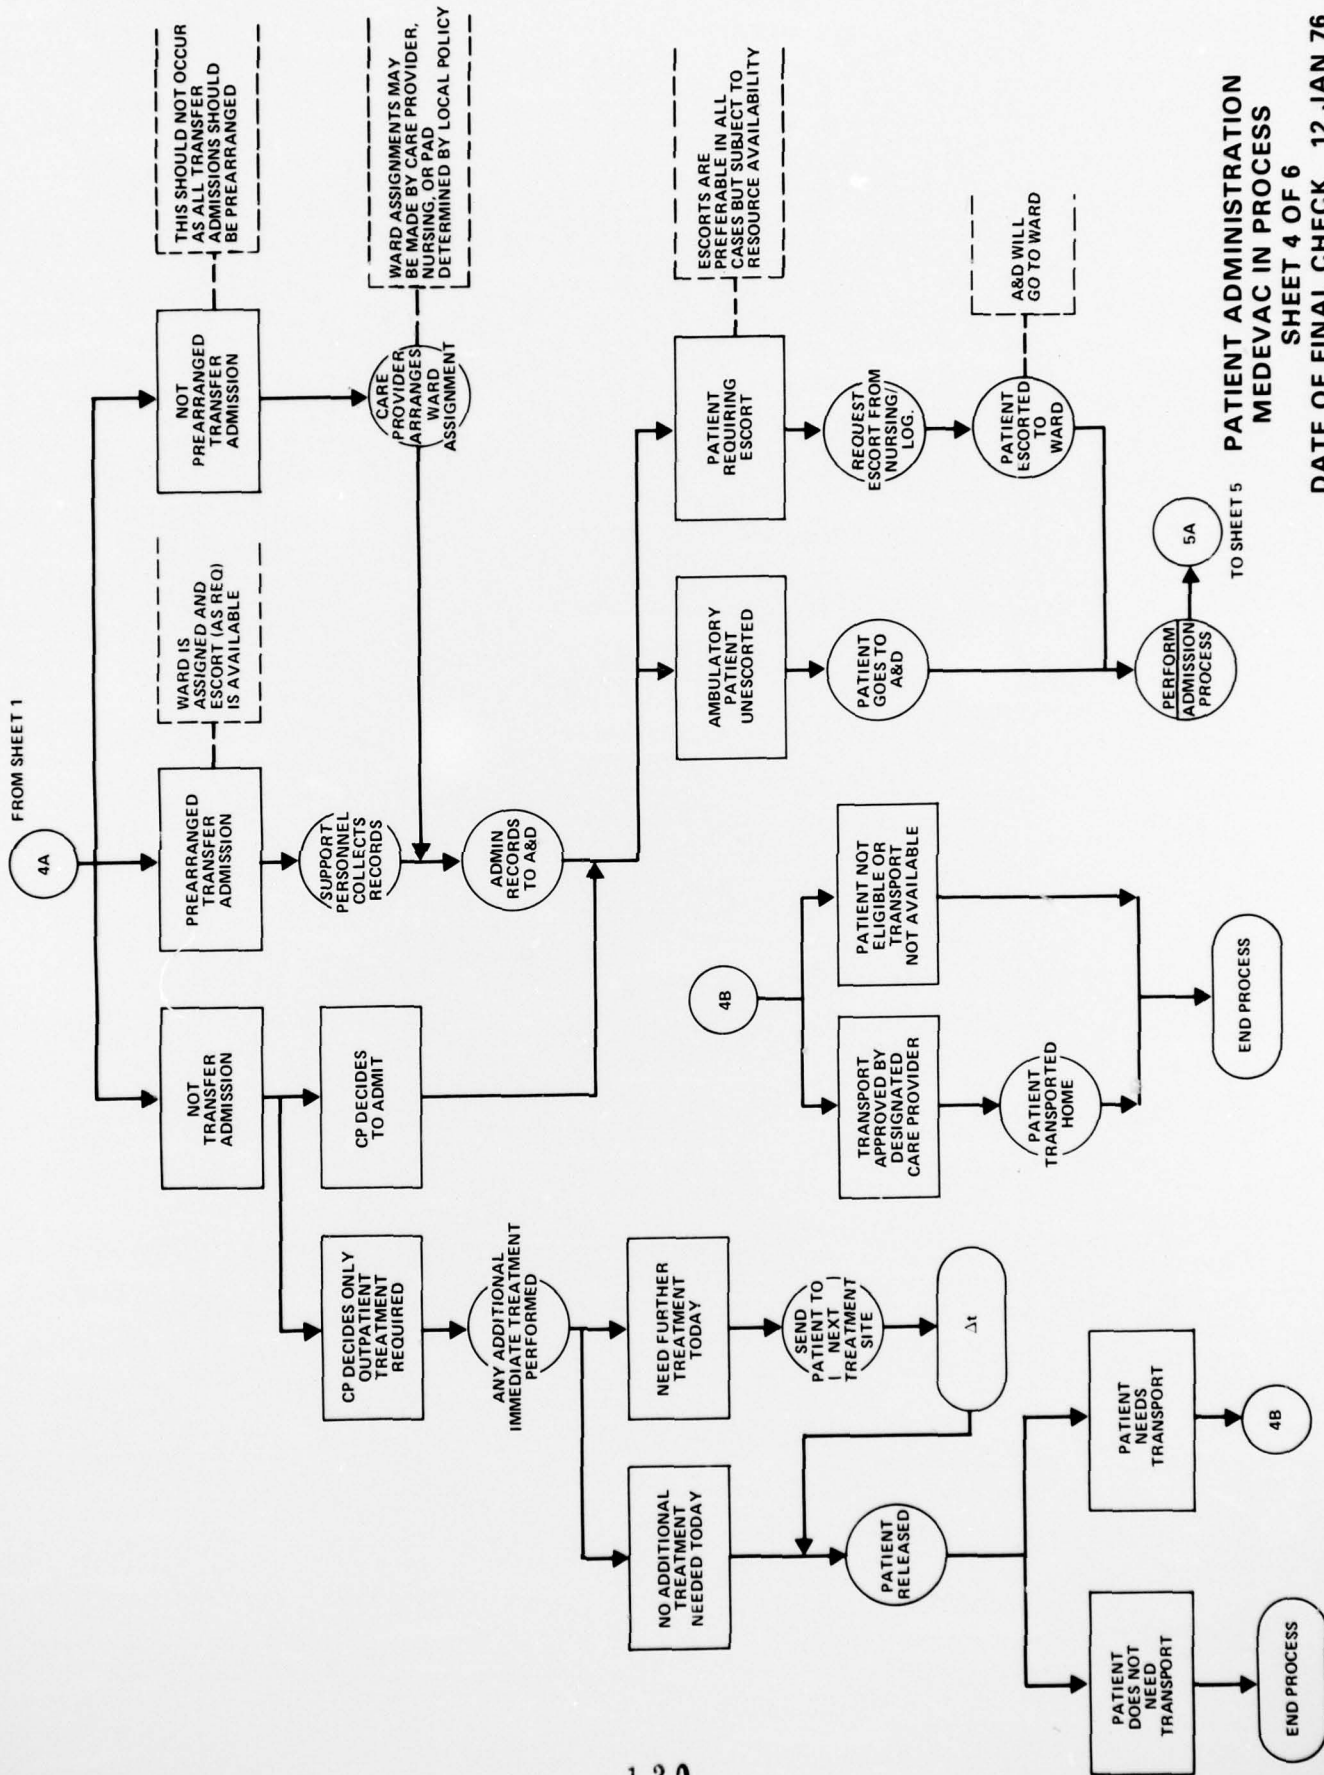 FROM SHEET 1
4A
NOT
TRANSFER
ADMISSION
PREARRANGED
TRANSFER
ADMISSION
WARD IS
ASSIGNED AND
ESCORT (AS REQ)
IS AVAILABLE
NOT
PREARRANGED
TRANSFER
ADMISSION
THIS SHOULD NOT OCCUR
AS ALL TRANSFER
ADMISSIONS SHOULD
BE PREARRANGED
CP DECIDES ONLY
OUTPATIENT
TREATMENT
REQUIRED
CP DECIDES
TO ADMIT
SUPPORT
PERSONNEL
COLLECTS
RECORDS
CARE
PROVIDER
ARRANGES
WARD
ASSIGNMENT
WARD ASSIGNMENTS MAY
BE MADE BY CARE PROVIDER,
NURSING, OR PAD
DETERMINED BY LOCAL POLICY
ANY ADDITIONAL
IMMEDIATE TREATMENT
PERFORMED
ADMIN
RECORDS
TO A&D
NO ADDITIONAL
TREATMENT
NEEDED TODAY
NEED FURTHER
TREATMENT
TODAY
4B
AMBULATORY
PATIENT
UNESCORTED
PATIENT
REQUIRING
ESCORT
ESCORTS ARE
PREFERABLE IN ALL
CASES BUT SUBJECT TO
RESOURCE AVAILABILITY
SEND
PATIENT TO
NEXT
TREATMENT
SITE
TRANSPORT
APPROVED BY
DESIGNATED
CARE PROVIDER
PATIENT NOT
ELIGIBLE OR
TRANSPORT
NOT AVAILABLE
PATIENT
GOES TO
A&D
REQUEST
ESCORT FROM
NURSING/
LOG.
PATIENT
RELEASED
Δt
PATIENT
TRANSPORTED
HOME
PATIENT
ESCORTED
TO
WARD
A&D WILL
GO TO WARD
PATIENT
DOES NOT
NEED
TRANSPORT
PATIENT
NEEDS
TRANSPORT
PERFORM
ADMISSION
PROCESS
5A
TO SHEET 5
END PROCESS
4B
END PROCESS
PATIENT ADMINISTRATION
MEDEVAC IN PROCESS
SHEET 4 OF 6
DATE OF FINAL CHECK 12 JAN 76